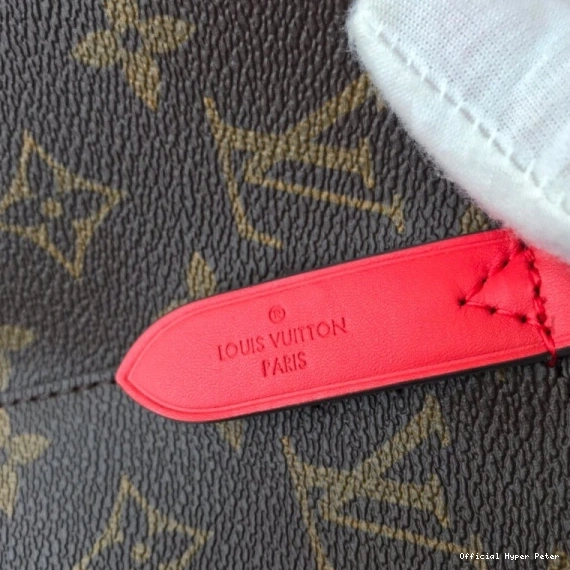 ®
LOUIS VUITTON
PARIS
Official Hyper Peter